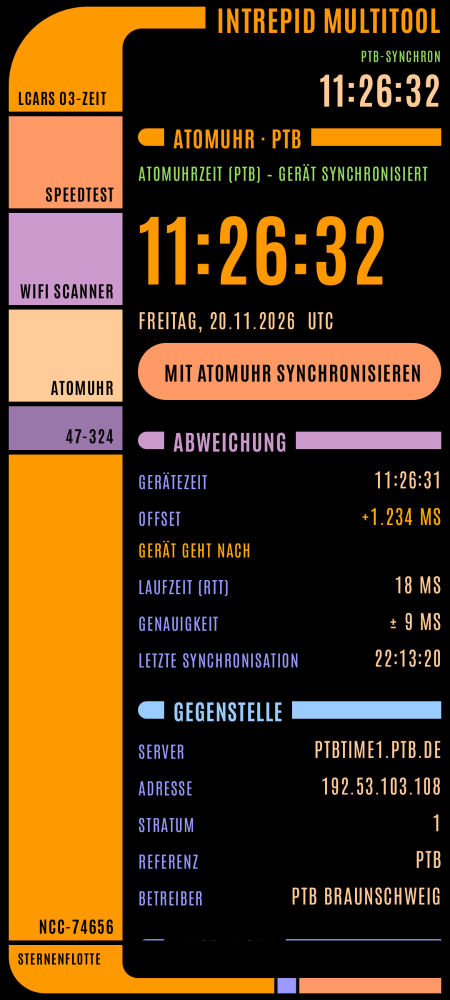 INTREPID MULTITOOL
PTB-SYNCHRON
LCARS 03-ZEIT
11:26:32
SPEEDTEST
WIFI SCANNER
ATOMUHR
47-324
NCC-74656
STERNENFLOTTE
ATOMUHR · PTB
ATOMUHRZEIT (PTB) - GERÄT SYNCHRONISIERT
11:26:32
FREITAG, 20.11.2026 UTC
MIT ATOMUHR SYNCHRONISIEREN
ABWEICHUNG
GERÄTEZEIT 11:26:31
OFFSET +1.234 MS
GERÄT GEHT NACH
LAUFZEIT (RTT) 18 MS
GENAUIGKEIT ± 9 MS
LETZTE SYNCHRONISATION 22:13:20
GEGENSTELLE
SERVER PTBTIME1.PTB.DE
ADRESSE 192.53.103.108
STRATUM 1
REFERENZ PTB
BETREIBER PTB BRAUNSCHWEIG